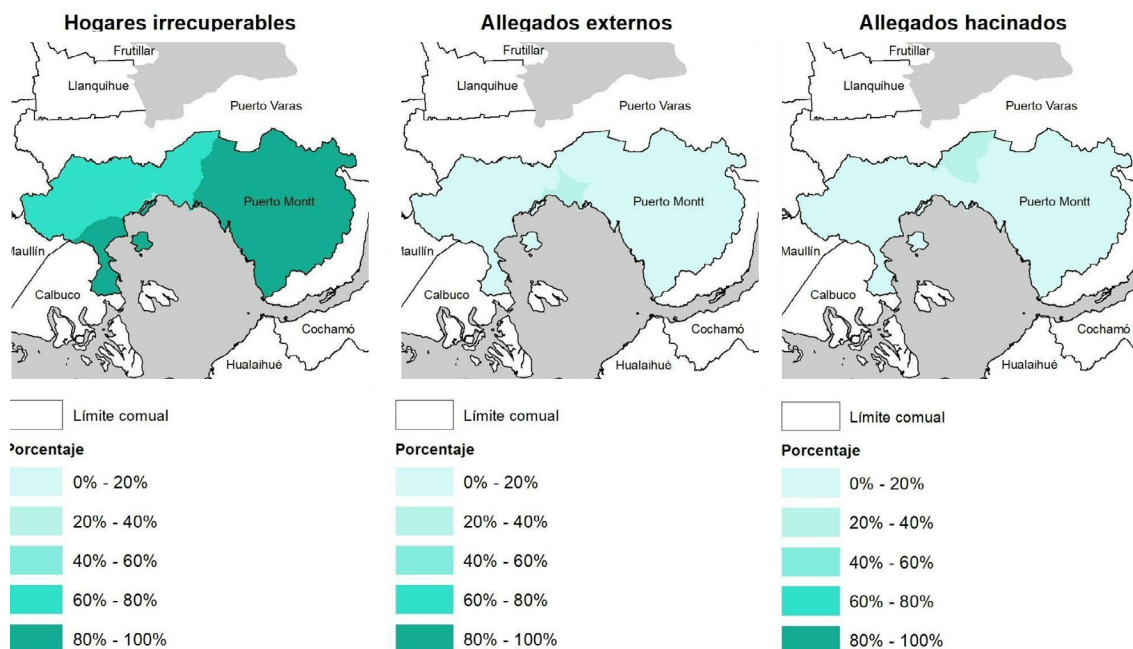 Hogares irrecuperables
Frutillar
Llanquihue
Puerto Varas
Puerto Montt
Maullín
Calbuco
Cochamó
Hualaihué
Límite comual
Porcentaje
0% - 20%
20% - 40%
40% - 60%
60% - 80%
80% - 100%
Allegados externos
Frutillar
Llanquihue
Puerto Varas
Puerto Montt
Maullín
Calbuco
Cochamó
Hualaihué
Límite comual
Porcentaje
0% - 20%
20% - 40%
40% - 60%
60% - 80%
80% - 100%
Allegados hacinados
Frutillar
Llanquihue
Puerto Varas
Puerto Montt
Maullín
Calbuco
Cochamó
Hualaihué
Límite comual
Porcentaje
0% - 20%
20% - 40%
40% - 60%
60% - 80%
80% - 100%